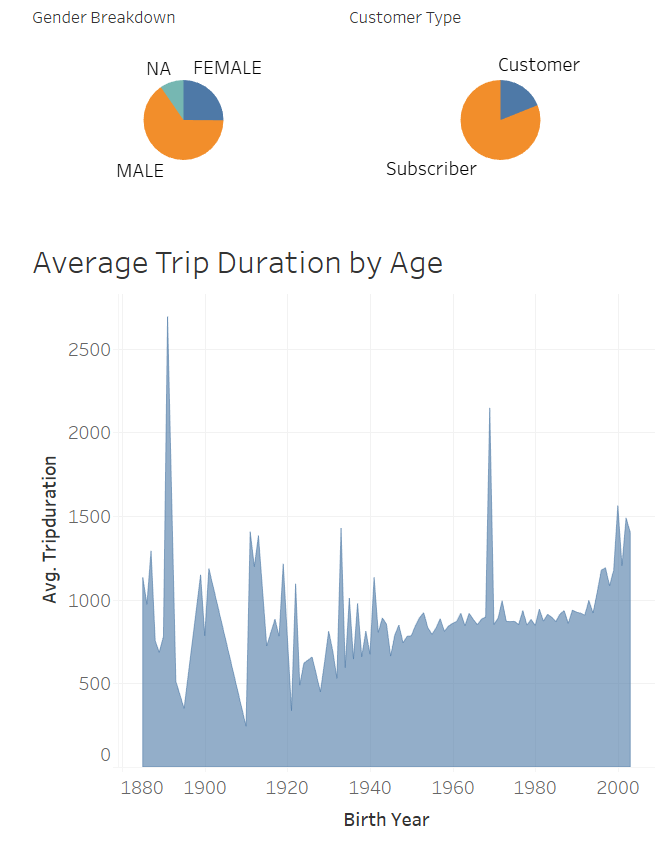 Gender Breakdown
Customer Type
NA FEMALE
MALE
Customer
Subscriber
Average Trip Duration by Age
2500
2000
1500
1000
500
0
Avg. Tripduration
1880 1900 1920 1940 1960 1980 2000
Birth Year